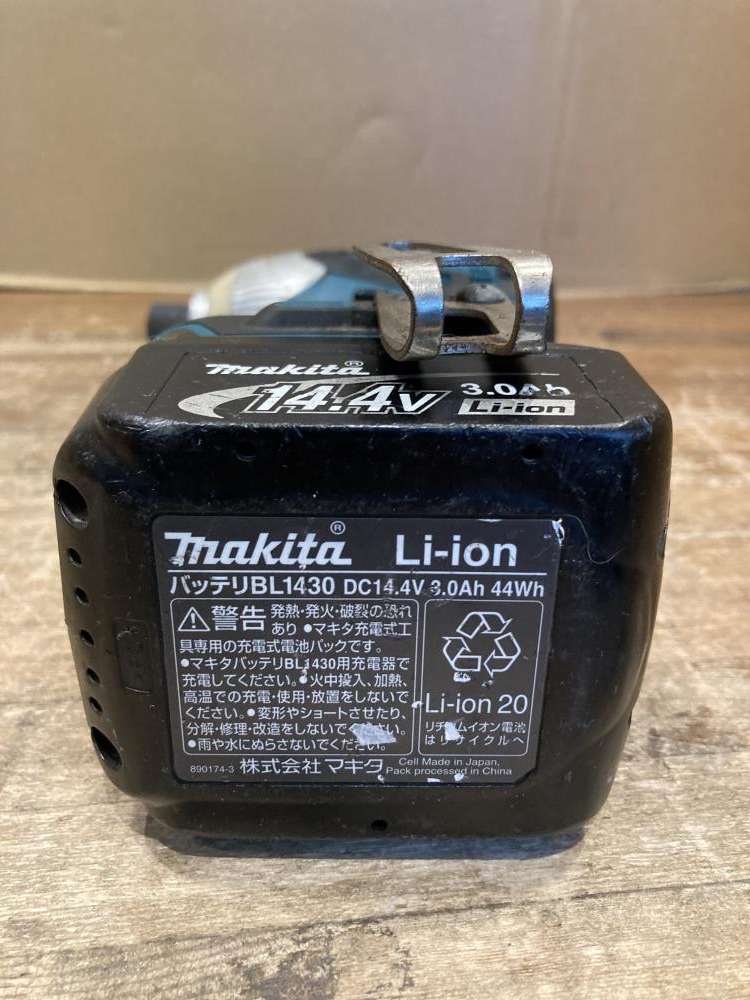 makita®
14.4V 3.0Ah
Li-ion
makita® Li-ion
バッテリBL1430 DC14.4V 3.0Ah 44Wh
警告 発熱・発火・破裂の恐れ
あり ●マキタ充電式工
具専用の充電式電池パックです。
●マキタバッテリBL1430用充電器で
充電してください。●火中投入、加熱、
高温での充電・使用・放置をしないで
ください。●変形やショートさせたり、
分解・修理・改造をしないでください。
●雨や水にぬらさないでください。
Li-ion 20
リチウムイオン電池
はリサイクルへ
890174-3 株式会社マキタ
Cell Made in Japan,
Pack processed in China